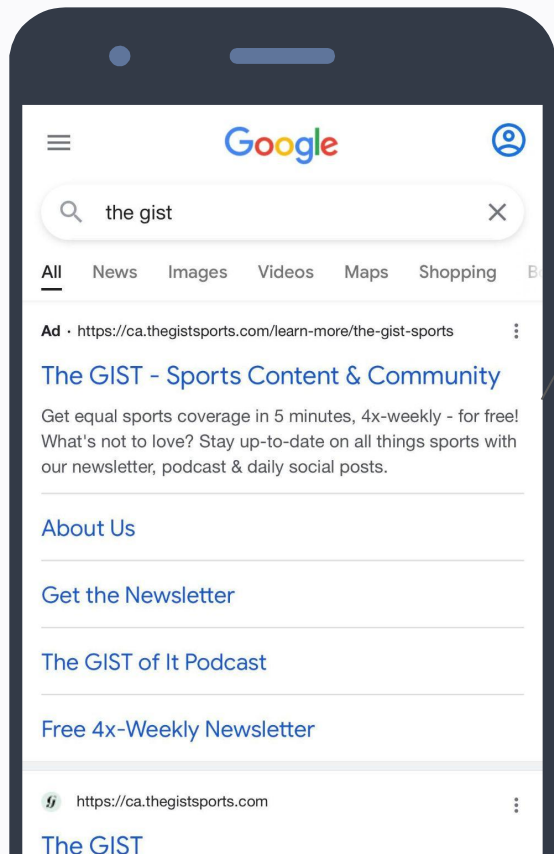 Google
the gist
All News Images Videos Maps Shopping
Ad · https://ca.thegistsports.com/learn-more/the-gist-sports
The GIST - Sports Content & Community
Get equal sports coverage in 5 minutes, 4x-weekly - for free!
What's not to love? Stay up-to-date on all things sports with
our newsletter, podcast & daily social posts.
About Us
Get the Newsletter
The GIST of It Podcast
Free 4x-Weekly Newsletter
https://ca.thegistsports.com
The GIST